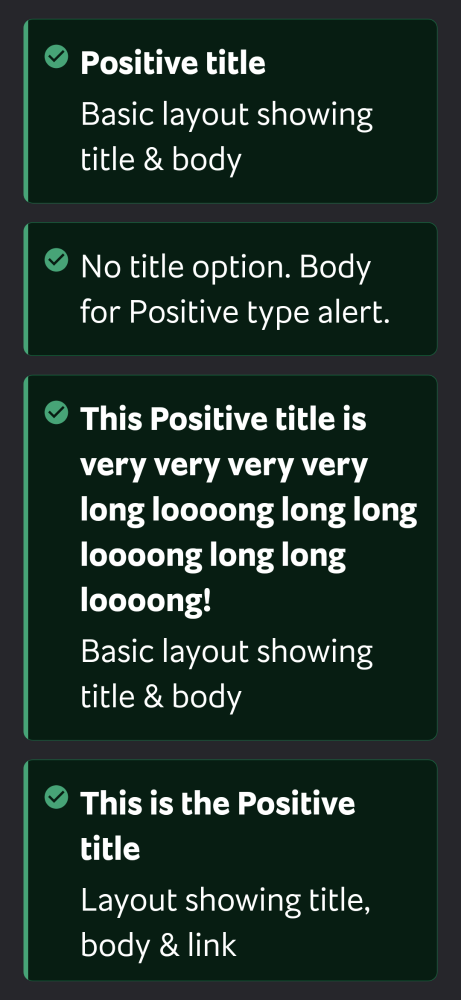 Positive title
Basic layout showing
title & body
No title option. Body
for Positive type alert.
This Positive title is
very very very very
long loooong long long
loooong long long
loooong!
Basic layout showing
title & body
This is the Positive
title
Layout showing title,
body & link